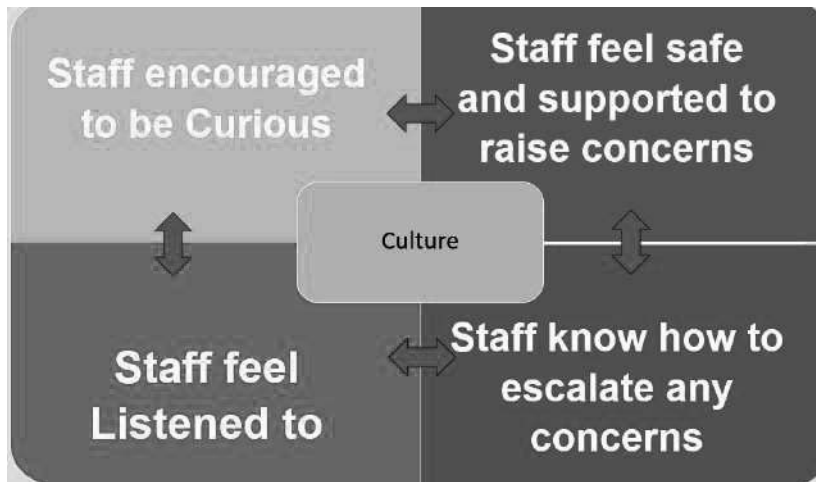 Staff encouraged
to be Curious
Staff feel safe
and supported to
raise concerns
Culture
Staff feel
Listened to
Staff know how to
escalate any
concerns